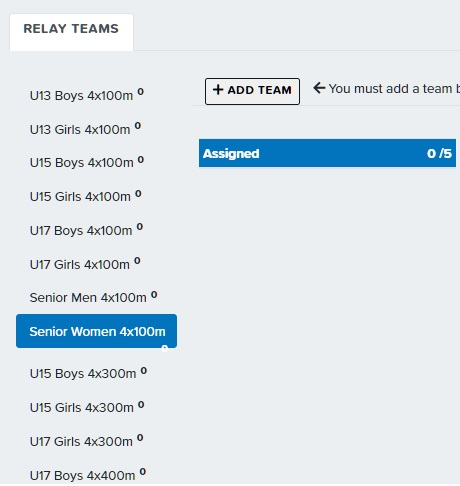 RELAY TEAMS
U13 Boys 4x100m 0
U13 Girls 4x100m 0
U15 Boys 4x100m 0
U15 Girls 4x100m 0
U17 Boys 4x100m 0
U17 Girls 4x100m 0
Senior Men 4x100m 0
Senior Women 4x100m
0
U15 Boys 4x300m 0
U15 Girls 4x300m 0
U17 Girls 4x300m 0
U17 Boys 4x400m 0
+ ADD TEAM ← You must add a team b
Assigned 0 /5